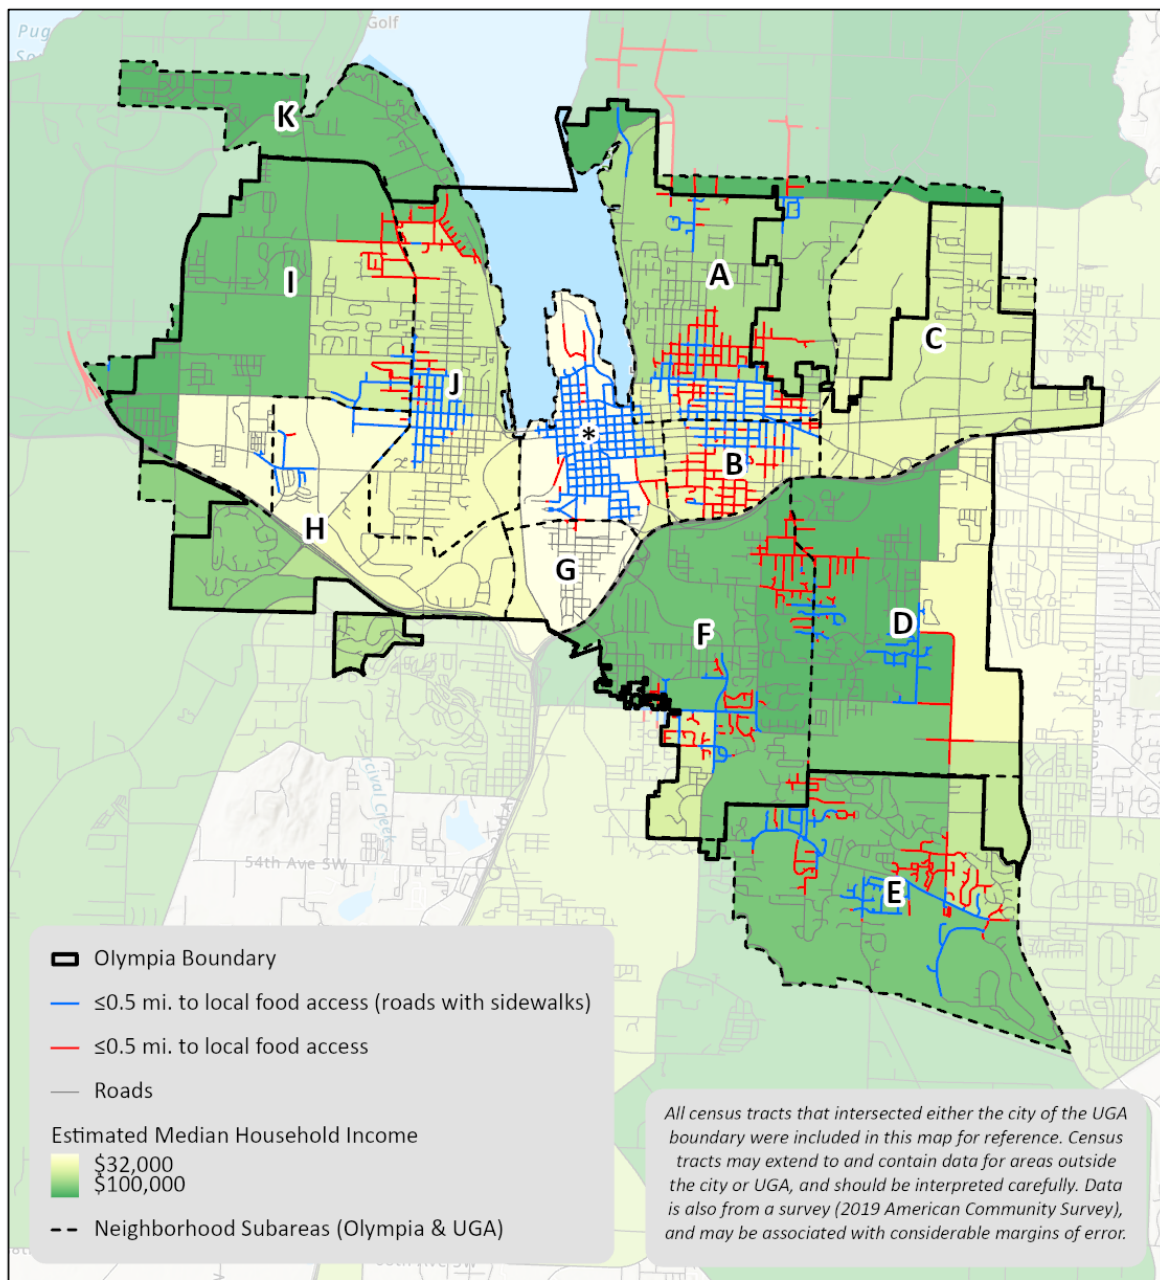 Pug
Golf
K
I
A
C
J
*
B
H
G
F
D
E
54th Ave SW
Olympia Boundary
≤0.5 mi. to local food access (roads with sidewalks)
≤0.5 mi. to local food access
Roads
Estimated Median Household Income
$32,000
$100,000
Neighborhood Subareas (Olympia & UGA)
All census tracts that intersected either the city of the UGA
boundary were included in this map for reference. Census
tracts may extend to and contain data for areas outside
the city or UGA, and should be interpreted carefully. Data
is also from a survey (2019 American Community Survey),
and may be associated with considerable margins of error.